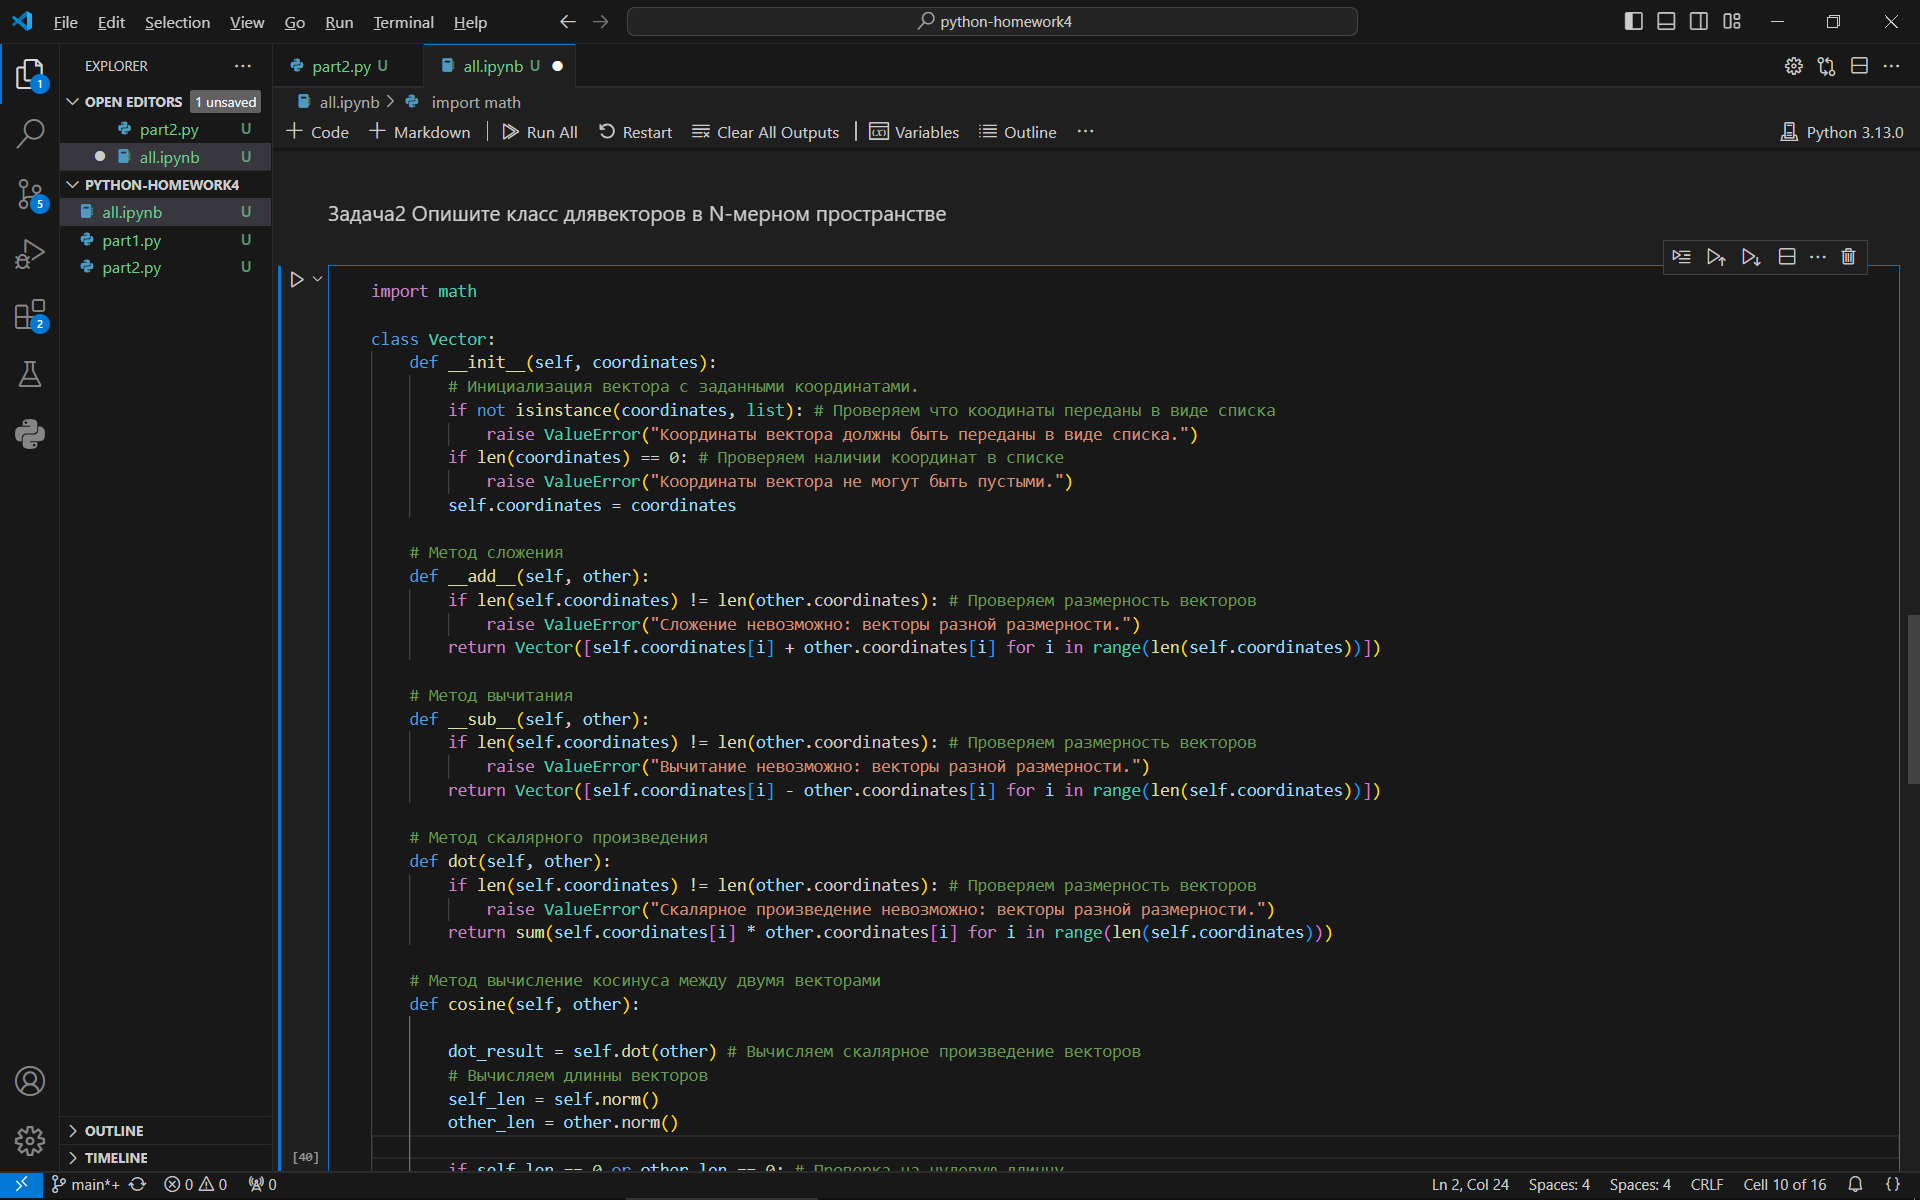 File Edit Selection View Go Run Terminal Help
python-homework4
EXPLORER
OPEN EDITORS 1 unsaved
part2.py U
all.ipynb U
PYTHON-HOMEWORK4
all.ipynb U
part1.py U
part2.py U
OUTLINE
TIMELINE
1
5
2
part2.py U
all.ipynb U
all.ipynb > import math
Code Markdown Run All Restart Clear All Outputs Variables Outline ...
Python 3.13.0
Задача2 Опишите класс длявекторов в N-мерном пространстве
import math
class Vector:
def __init__(self, coordinates):
# Инициализация вектора с заданными координатами.
if not isinstance(coordinates, list): # Проверяем что коодинаты переданы в виде списка
raise ValueError("Координаты вектора должны быть переданы в виде списка.")
if len(coordinates) == 0: # Проверяем наличии координат в списке
raise ValueError("Координаты вектора не могут быть пустыми.")
self.coordinates = coordinates
# Метод сложения
def __add__(self, other):
if len(self.coordinates) != len(other.coordinates): # Проверяем размерность векторов
raise ValueError("Сложение невозможно: векторы разной размерности.")
return Vector([self.coordinates[i] + other.coordinates[i] for i in range(len(self.coordinates))])
# Метод вычитания
def __sub__(self, other):
if len(self.coordinates) != len(other.coordinates): # Проверяем размерность векторов
raise ValueError("Вычитание невозможно: векторы разной размерности.")
return Vector([self.coordinates[i] - other.coordinates[i] for i in range(len(self.coordinates))])
# Метод скалярного произведения
def dot(self, other):
if len(self.coordinates) != len(other.coordinates): # Проверяем размерность векторов
raise ValueError("Скалярное произведение невозможно: векторы разной размерности.")
return sum(self.coordinates[i] * other.coordinates[i] for i in range(len(self.coordinates)))
# Метод вычисление косинуса между двумя векторами
def cosine(self, other):
dot_result = self.dot(other) # Вычисляем скалярное произведение векторов
# Вычисляем длинны векторов
self_len = self.norm()
other_len = other.norm()
if self_len == 0 or other_len == 0: # Проверка на нулевую длинну
[40]
main*+ 0 0 0
Ln 2, Col 24 Spaces: 4 Spaces: 4 CRLF Cell 10 of 16 {}